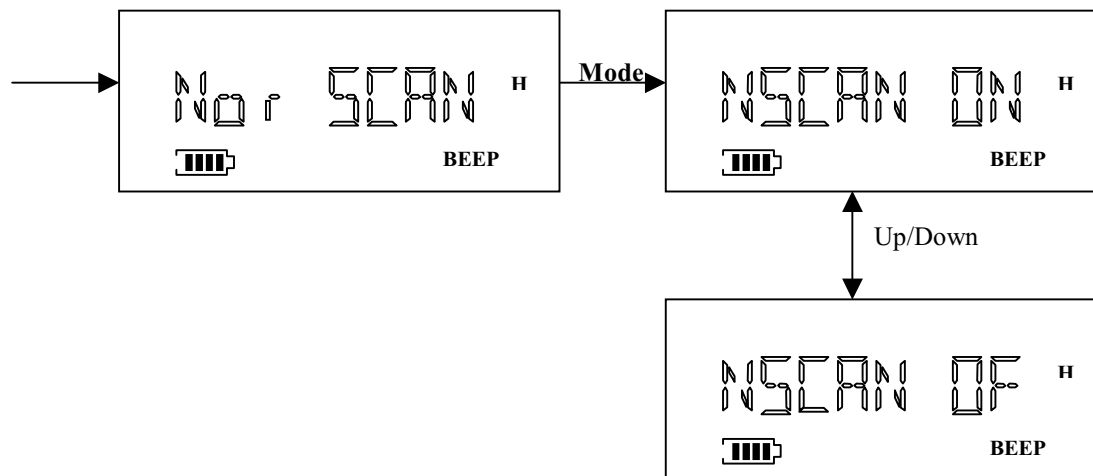 Nor SCAN H
BEEP
Mode
NSCAN ON H
BEEP
Up/Down
NSCAN OF H
BEEP